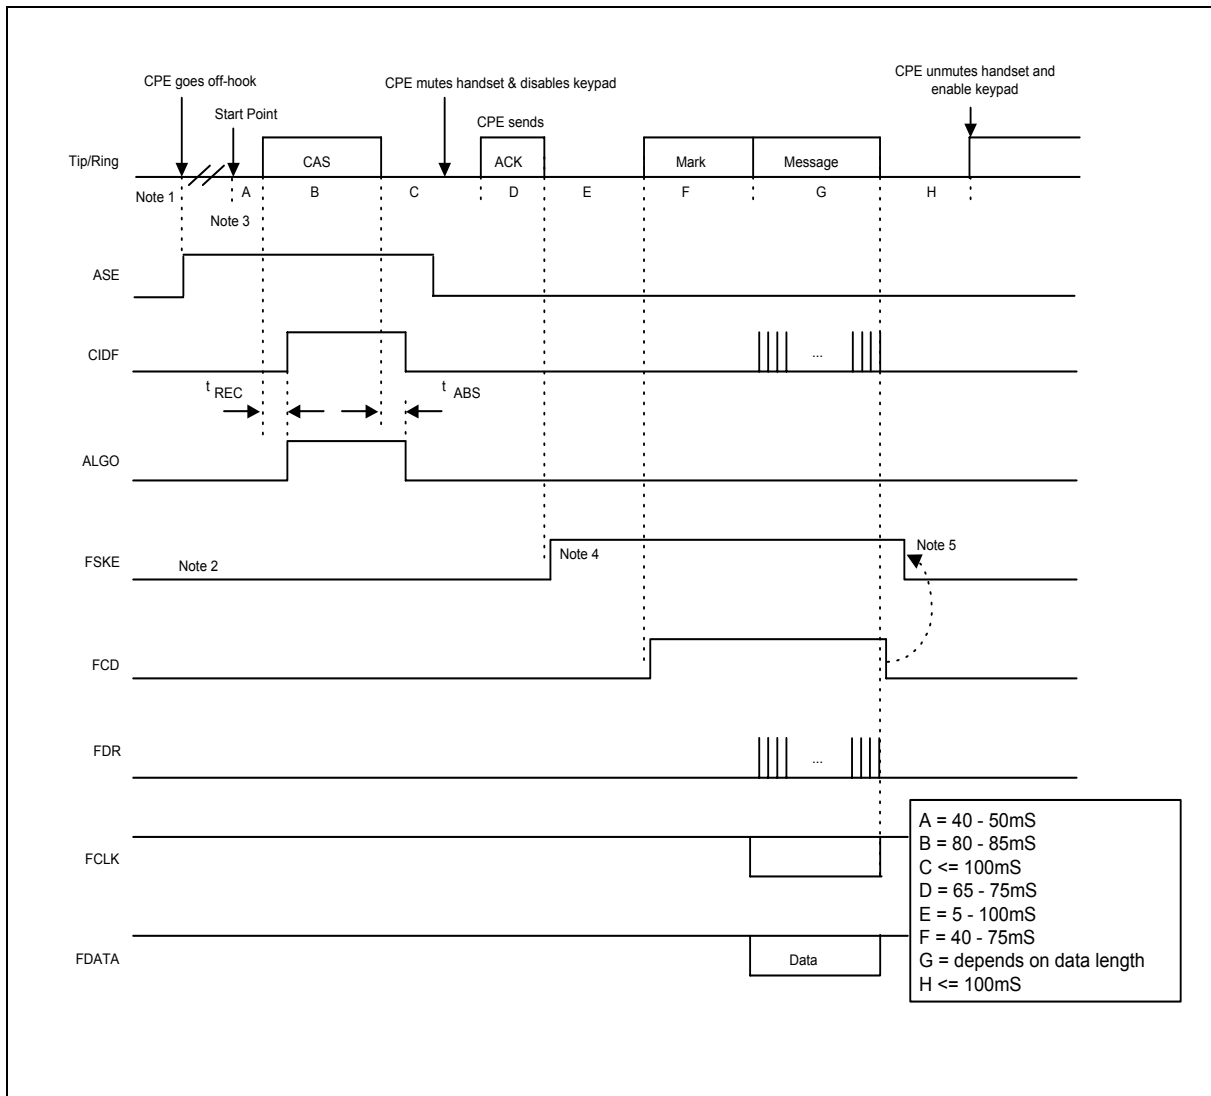 CPE goes off-hook
Start Point
CPE mutes handset & disables keypad
CPE sends
CPE unmutes handset and
enable keypad
Tip/Ring
CAS
ACK
Mark
Message
Note 1
A
B
C
D
E
F
G
H
Note 3
ASE
CIDF
...
t REC
t ABS
ALGO
FSKE
Note 2
Note 4
Note 5
FCD
FDR
...
FCLK
FDATA
Data
A = 40 - 50mS
B = 80 - 85mS
C <= 100mS
D = 65 - 75mS
E = 5 - 100mS
F = 40 - 75mS
G = depends on data length
H <= 100mS